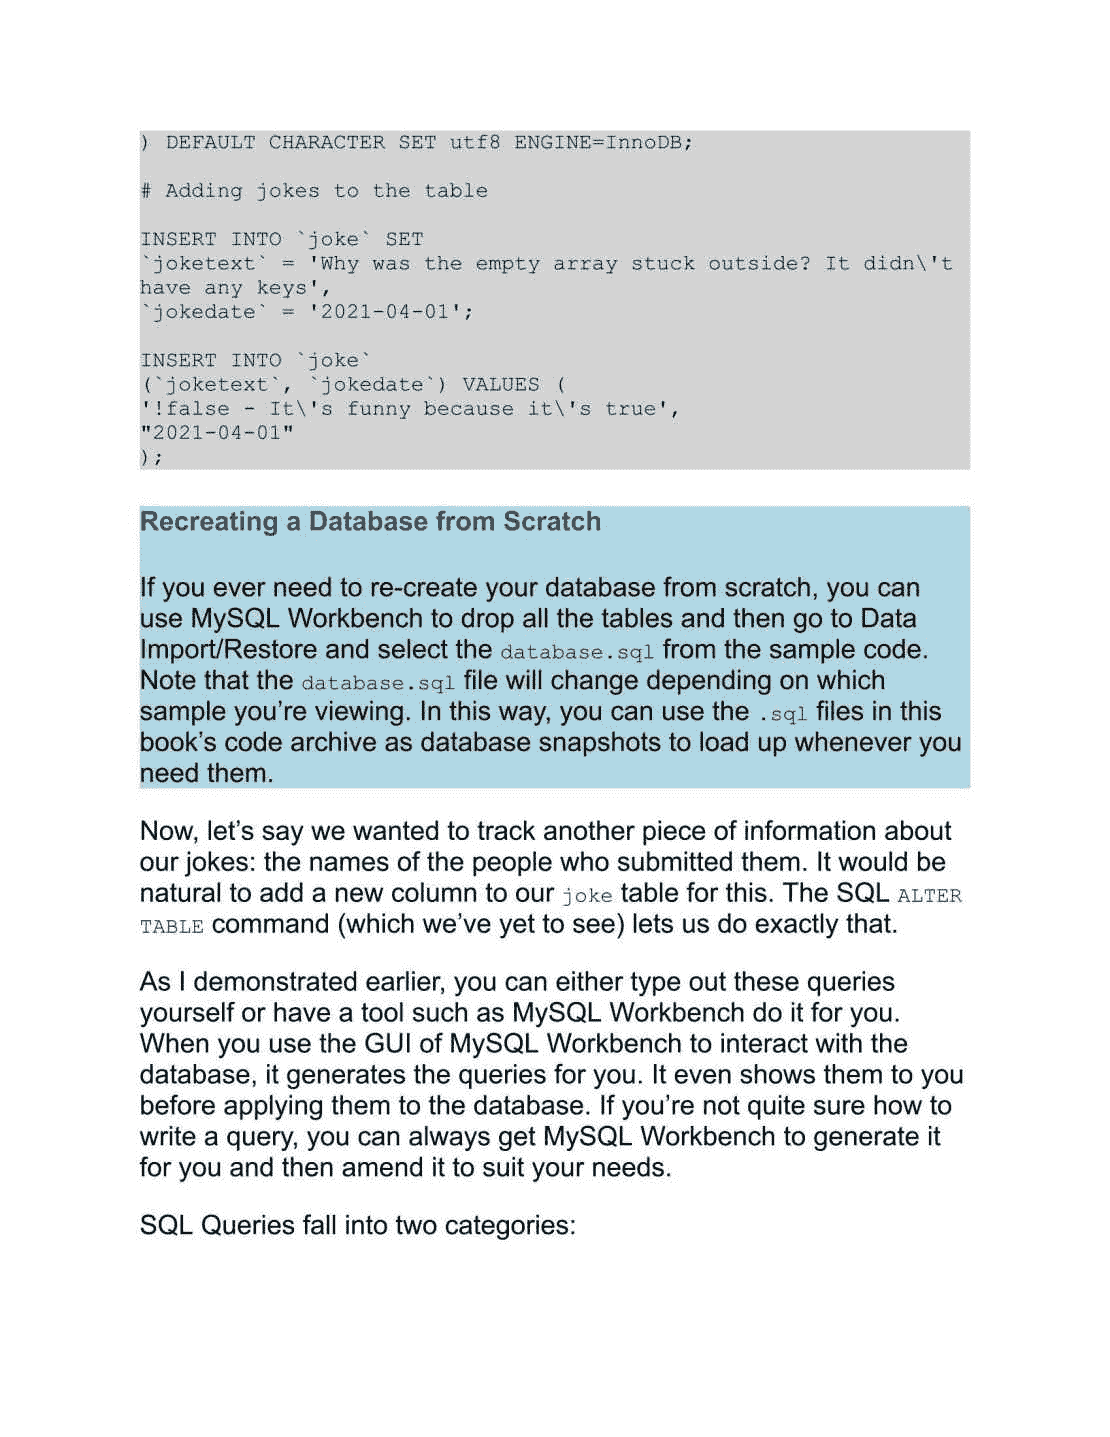 ) DEFAULT CHARACTER SET utf8 ENGINE=InnoDB;
# Adding jokes to the table
INSERT INTO `joke` SET
`joketext` = 'Why was the empty array stuck outside? It didn\'t
have any keys',
`jokedate` = '2021-04-01';
INSERT INTO `joke`
(`joketext`, `jokedate`) VALUES (
'!false - It\'s funny because it\'s true',
"2021-04-01"
);
Recreating a Database from Scratch
If you ever need to re-create your database from scratch, you can
use MySQL Workbench to drop all the tables and then go to Data
Import/Restore and select the database.sql from the sample code.
Note that the database.sql file will change depending on which
sample you’re viewing. In this way, you can use the .sql files in this
book’s code archive as database snapshots to load up whenever you
need them.
Now, let’s say we wanted to track another piece of information about
our jokes: the names of the people who submitted them. It would be
natural to add a new column to our joke table for this. The SQL ALTER
TABLE command (which we’ve yet to see) lets us do exactly that.
As I demonstrated earlier, you can either type out these queries
yourself or have a tool such as MySQL Workbench do it for you.
When you use the GUI of MySQL Workbench to interact with the
database, it generates the queries for you. It even shows them to you
before applying them to the database. If you’re not quite sure how to
write a query, you can always get MySQL Workbench to generate it
for you and then amend it to suit your needs.
SQL Queries fall into two categories: